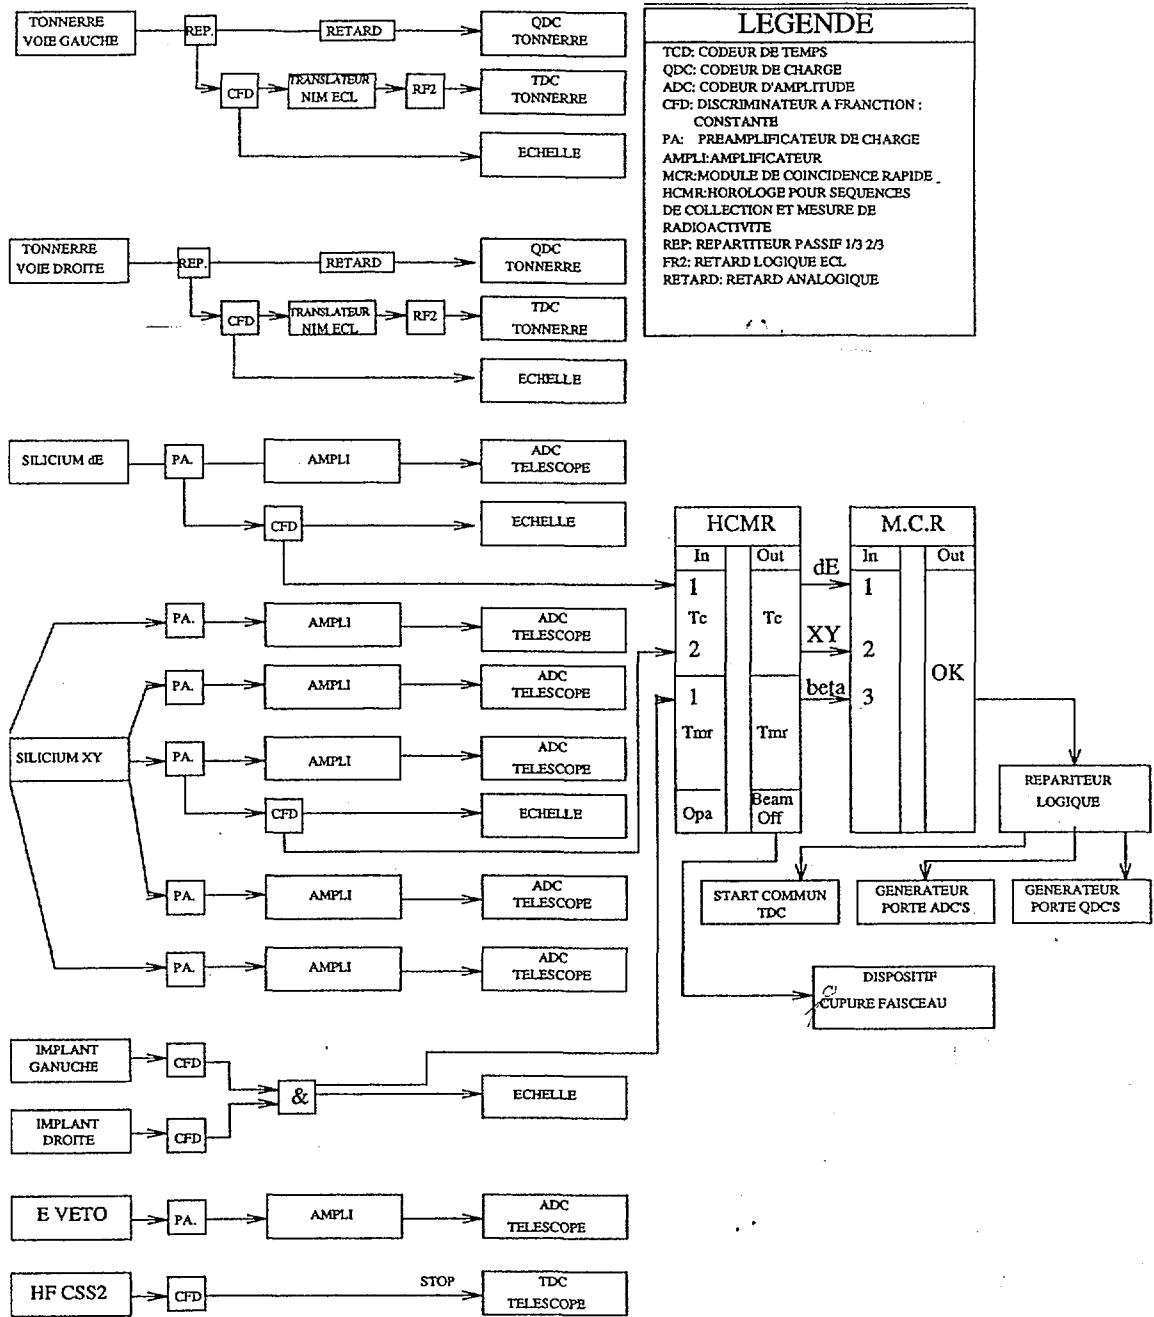 TONNERRE
VOIE GAUCHE
REP.
RETARD
QDC
TONNERRE
CFD
TRANSLATEUR
NIM ECL
RF2
TDC
TONNERRE
ECHELLE
LEGENDE
TCD: CODEUR DE TEMPS
QDC: CODEUR DE CHARGE
ADC: CODEUR D'AMPLITUDE
CFD: DISCRIMINATEUR A FRANCTION :
CONSTANTE
PA: PREAMPLIFICATEUR DE CHARGE
AMPLI:AMPLIFICATEUR
MCR:MODULE DE COINCIDENCE RAPIDE
HCMR:HOROLOGE POUR SEQUENCES
DE COLLECTION ET MESURE DE
RADIOACTIVITE
REP: REPARTITEUR PASSIF 1/3 2/3
FR2: RETARD LOGIQUE ECL
RETARD: RETARD ANALOGIQUE
TONNERRE
VOIE DROITE
REP.
RETARD
QDC
TONNERRE
CFD
TRANSLATEUR
NIM ECL
RF2
TDC
TONNERRE
ECHELLE
SILICIUM dE
PA.
AMPLI
ADC
TELESCOPE
CFD
ECHELLE
SILICIUM XY
PA.
AMPLI
ADC
TELESCOPE
PA.
AMPLI
ADC
TELESCOPE
PA.
AMPLI
ADC
TELESCOPE
CFD
ECHELLE
PA.
AMPLI
ADC
TELESCOPE
PA.
AMPLI
ADC
TELESCOPE
HCMR
In
Out
1
Tc
Tc
2
1
Tmr
Tmr
Opa
Beam
Off
dE
XY
beta
M.C.R
In
Out
1
2
3
OK
REPARITEUR
LOGIQUE
START COMMUN
TDC
GENERATEUR
PORTE ADC'S
GENERATEUR
PORTE QDC'S
DISPOSITIF
CUPURE FAISCEAU
IMPLANT
GANUCHE
CFD
&
ECHELLE
IMPLANT
DROITE
CFD
E VETO
PA.
AMPLI
ADC
TELESCOPE
HF CSS2
CFD
STOP
TDC
TELESCOPE